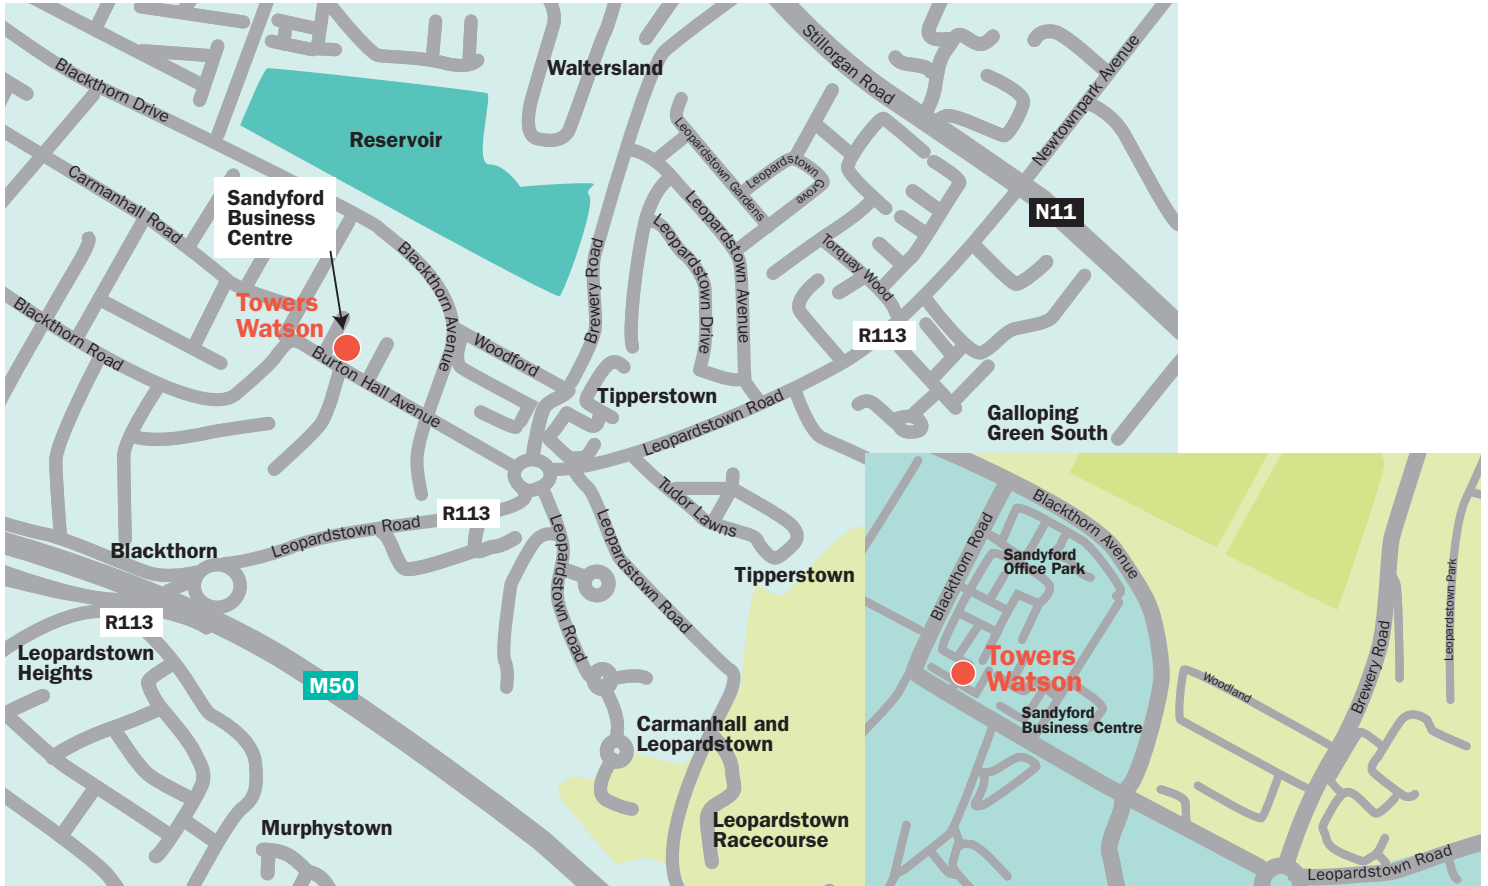 Waltersland
Stillorgan Road
Newtownpark Avenue
Blackthorn Drive
Reservoir
Leopardstown Gardens
Leopardstown
Grove
Carmanhall Road
Sandyford
Business
Centre
N11
Leopardstown Avenue
Leopardstown Drive
Torquay Wood
Blackthorn Avenue
Brewery Road
Towers
Watson
Blackthorn Road
R113
Woodford
Burton Hall Avenue
Tipperstown
Leopardstown Road
Galloping
Green South
Tudor Lawns
R113
Leopardstown Road
Blackthorn
Leopardstown Road
Leopardstown Road
Tipperstown
R113
Leopardstown
Heights
M50
Carmanhall and
Leopardstown
Murphystown
Leopardstown
Racecourse
Blackthorn Avenue
Blackthorn Road
Sandyford
Office Park
Leopardstown Park
Towers
Watson
Sandyford
Business Centre
Woodland
Brewery Road
Leopardstown Road